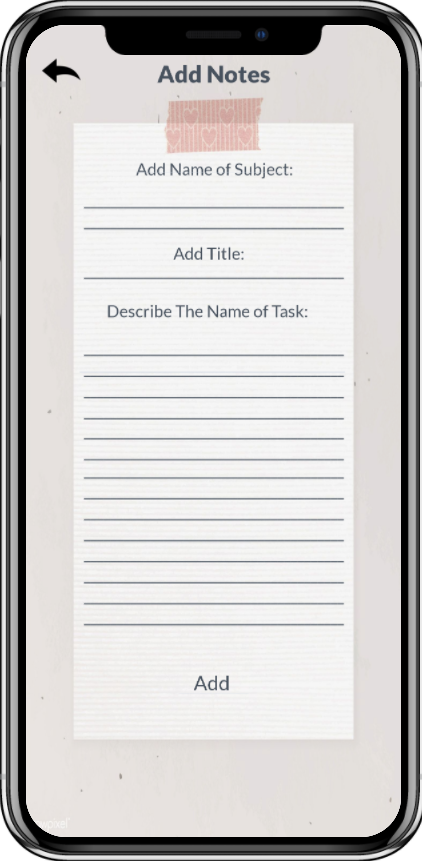 Add Notes
Add Name of Subject:
Add Title:
Describe The Name of Task:
Add